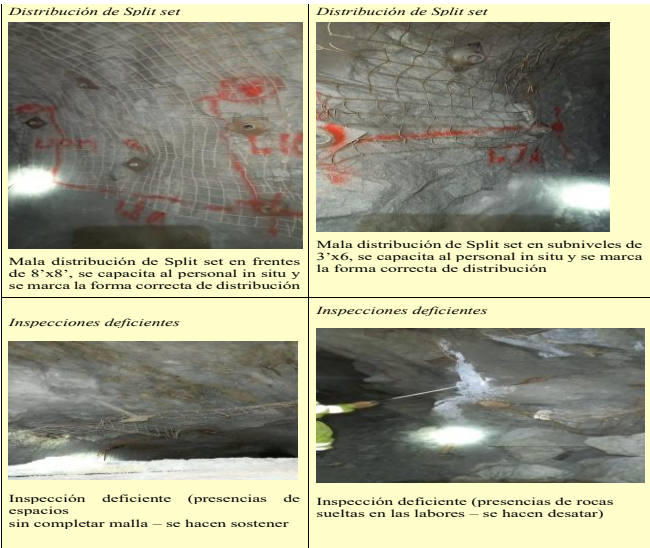 Distribución de Split set
Mala distribución de Split set en frentes
de 8’x8’, se capacita al personal in situ y
se marca la forma correcta de distribución
Distribución de Split set
Mala distribución de Split set en subniveles de
3’x6, se capacita al personal in situ y se marca
la forma correcta de distribución
Inspecciones deficientes
Inspección deficiente (presencias de
espacios
sin completar malla – se hacen sostener
Inspecciones deficientes
Inspección deficiente (presencias de rocas
sueltas en las labores – se hacen desatar)